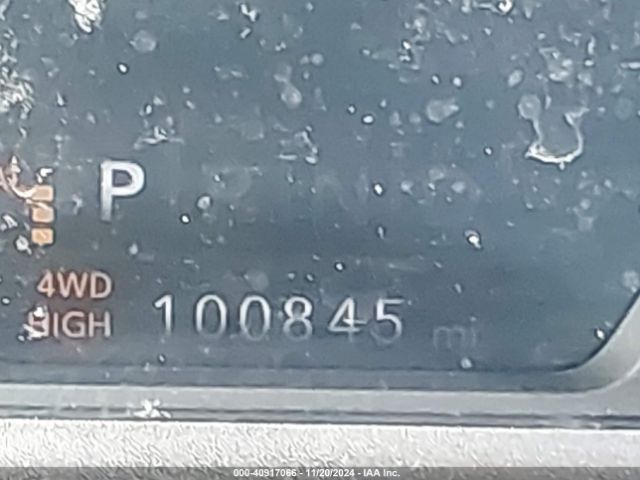 P
4WD
HIGH 100845 mi
000-40917066 - 11/20/2024 - IAA Inc.